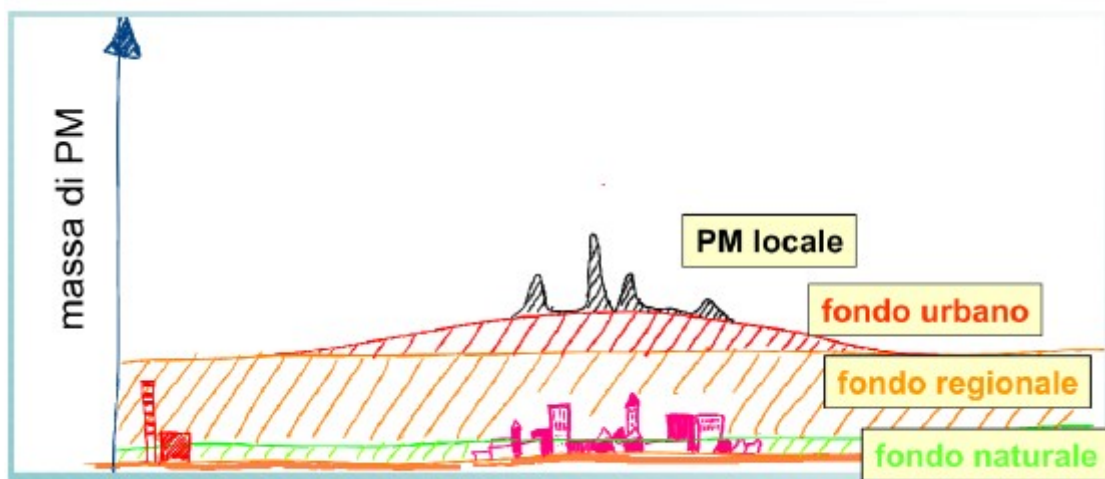 massa di PM
PM locale
fondo urbano
fondo regionale
fondo naturale